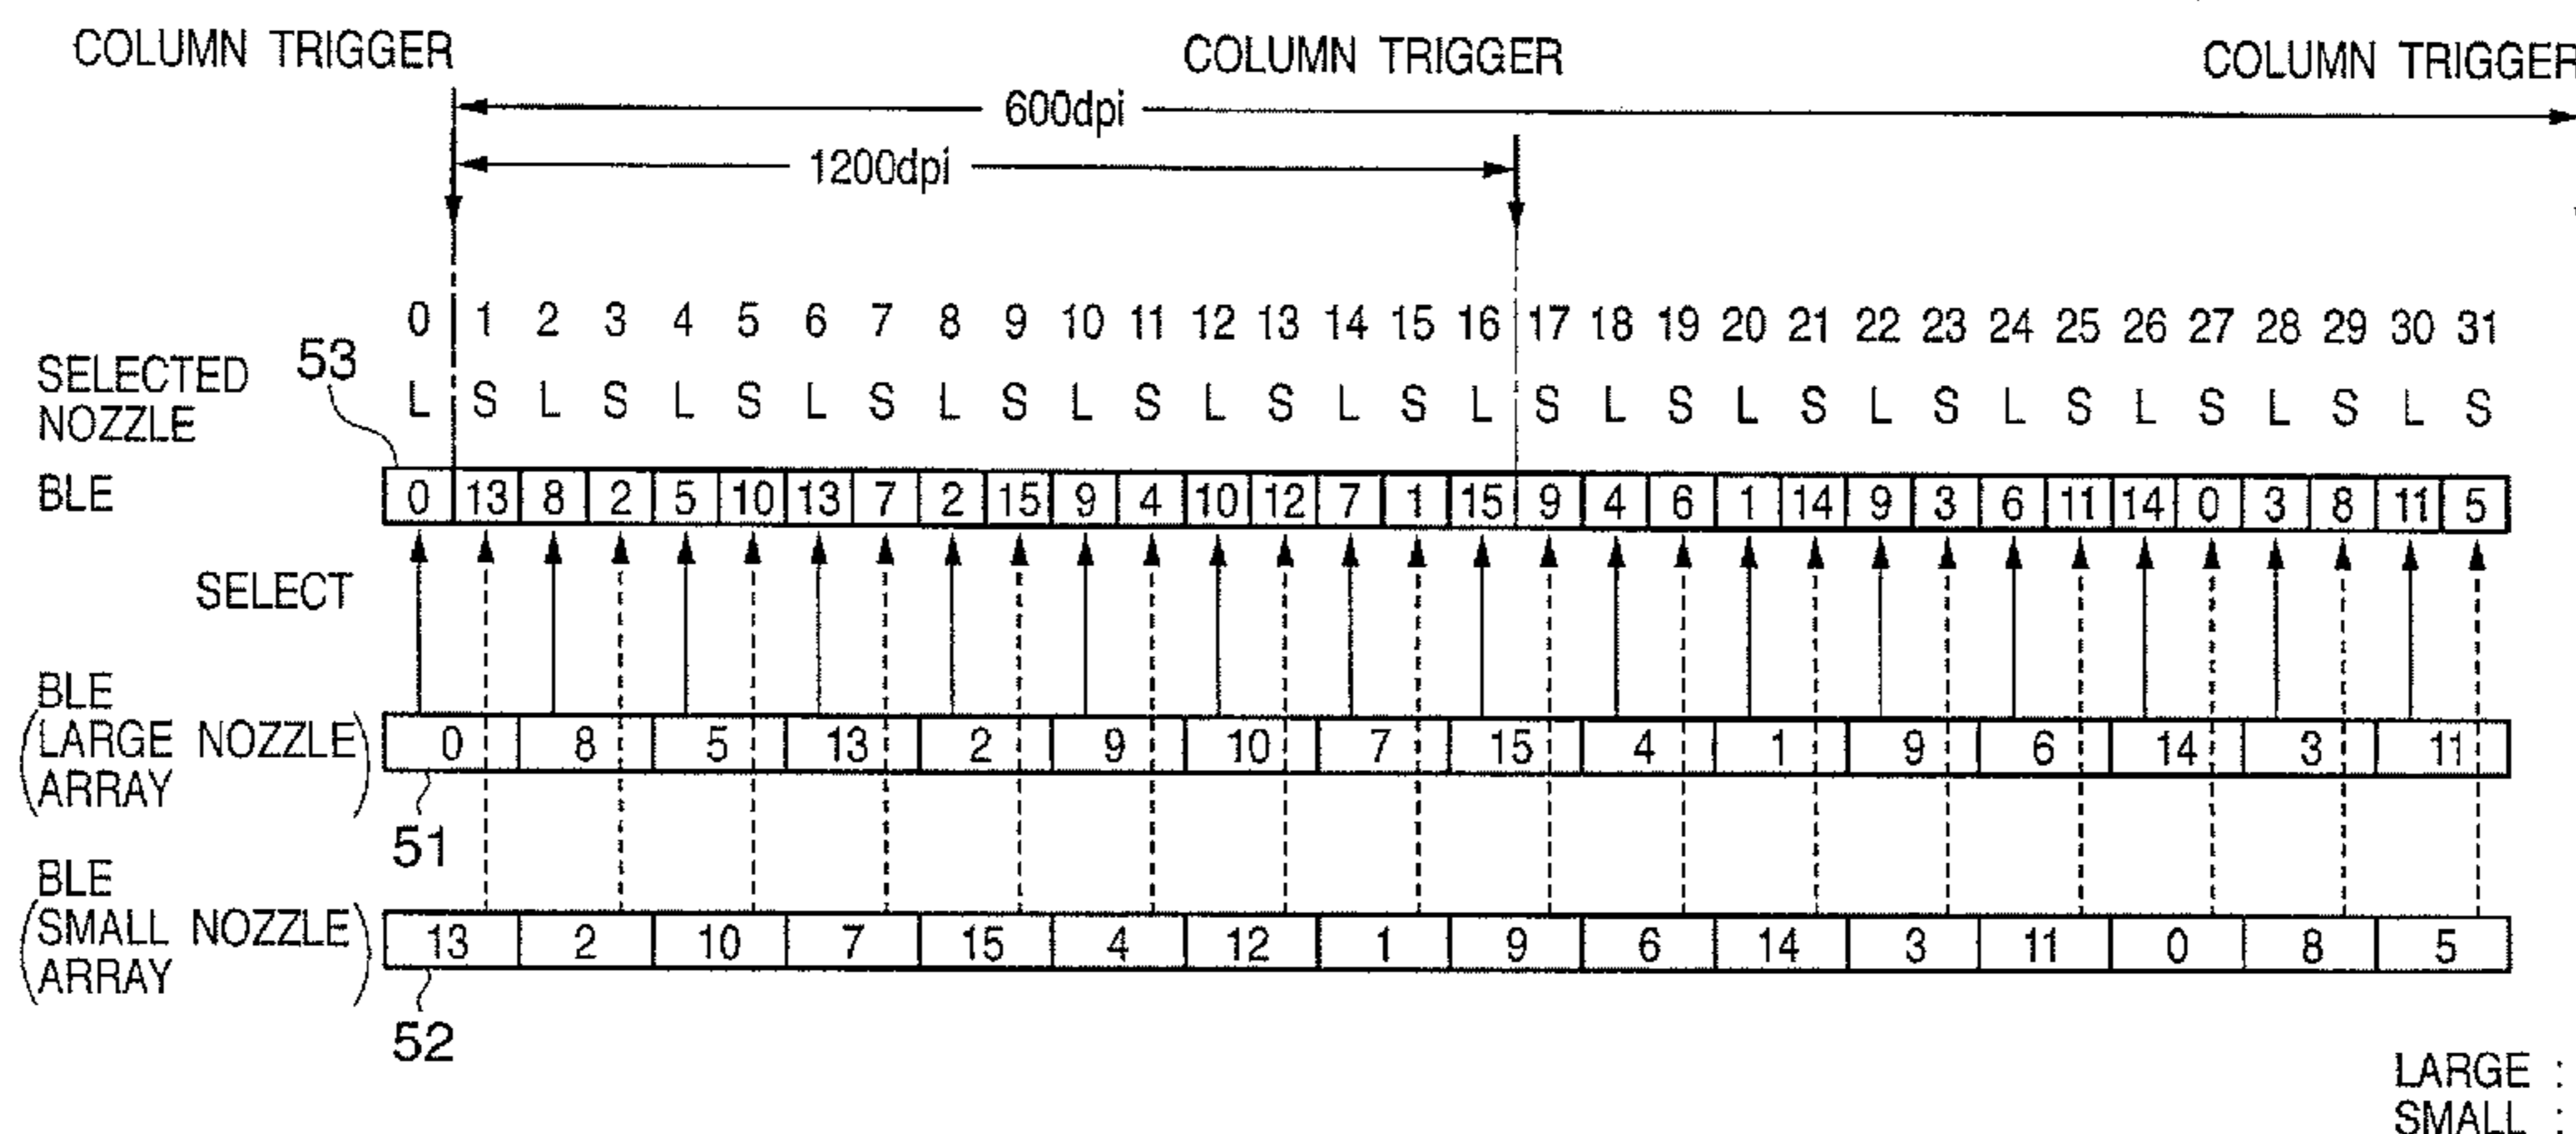 COLUMN TRIGGER COLUMN TRIGGER COLUMN TRIGGER
600dpi
1200dpi
0 1 2 3 4 5 6 7 8 9 10 11 12 13 14 15 16 17 18 19 20 21 22 23 24 25 26 27 28 29 30 31
SELECTED NOZZLE 53 L S L S L S L S L S L S L S L S L S L S L S L S L S L S L S L S
BLE 0 13 8 2 5 10 13 7 2 15 9 4 10 12 7 1 15 9 4 6 1 14 9 3 6 11 14 0 3 8 11 5
SELECT
BLE
(LARGE NOZZLE) 0 8 5 13 2 9 10 7 15 4 1 9 6 14 3 11
ARRAY
51
BLE
(SMALL NOZZLE) 13 2 10 7 15 4 12 1 9 6 14 3 11 0 8 5
ARRAY
52
LARGE :
SMALL :